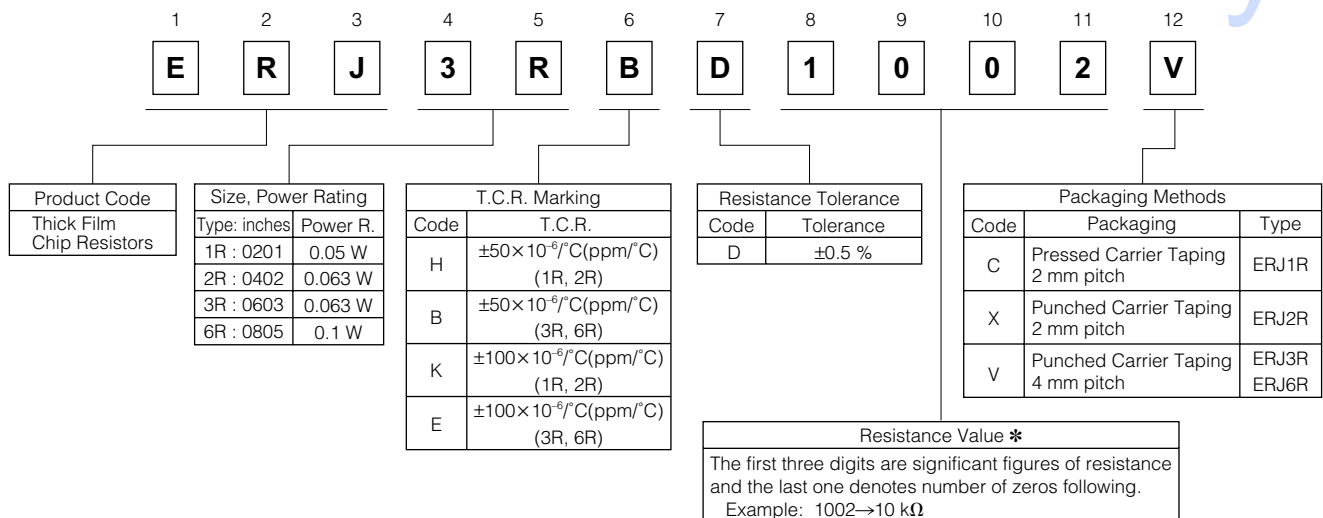 1 2 3 4 5 6 7 8 9 10 11 12
E R J 3 R B D 1 0 0 2 V
Product Code
Thick Film
Chip Resistors
Size, Power Rating
Type: inches Power R.
1R : 0201 0.05 W
2R : 0402 0.063 W
3R : 0603 0.063 W
6R : 0805 0.1 W
T.C.R. Marking
Code T.C.R.
H ±50×10⁻⁶/°C(ppm/°C)
(1R, 2R)
B ±50×10⁻⁶/°C(ppm/°C)
(3R, 6R)
K ±100×10⁻⁶/°C(ppm/°C)
(1R, 2R)
E ±100×10⁻⁶/°C(ppm/°C)
(3R, 6R)
Resistance Tolerance
Code Tolerance
D ±0.5 %
Packaging Methods
Code Packaging Type
C Pressed Carrier Taping
2 mm pitch ERJ1R
X Punched Carrier Taping
2 mm pitch ERJ2R
V Punched Carrier Taping ERJ3R
4 mm pitch ERJ6R
Resistance Value ✻
The first three digits are significant figures of resistance
and the last one denotes number of zeros following.
Example: 1002→10 kΩ